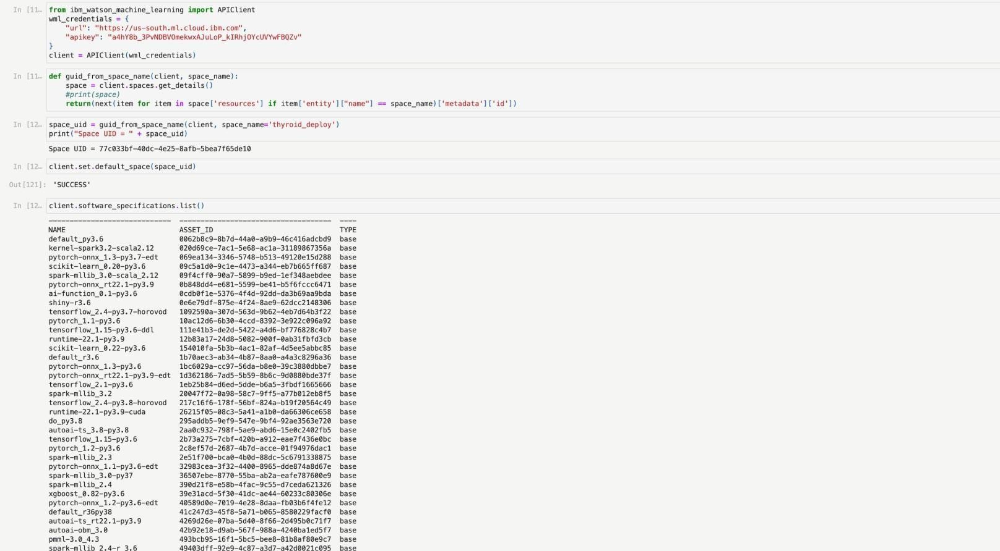 In [11… from ibm_watson_machine_learning import APIClient
wml_credentials = {
    "url": "https://us-south.ml.cloud.ibm.com",
    "apikey": "a4hY8b_3PvNDBVOmekwxAJuLoP_kIRhjOYcUVYwFBQZv"
}
client = APIClient(wml_credentials)
In [11… def guid_from_space_name(client, space_name):
    space = client.spaces.get_details()
    #print(space)
    return(next(item for item in space['resources'] if item['entity']["name"] == space_name)['metadata']['id'])
In [12… space_uid = guid_from_space_name(client, space_name='thyroid_deploy')
print("Space UID = " + space_uid)
Space UID = 77c033bf-40dc-4e25-8afb-5bea7f65de10
In [12… client.set.default_space(space_uid)
Out[121]: 'SUCCESS'
In [12… client.software_specifications.list()
-----------------------------  ------------------------------------  ----
NAME ASSET_ID TYPE
default_py3.6 0062b8c9-8b7d-44a0-a9b9-46c416adcbd9 base
kernel-spark3.2-scala2.12 020d69ce-7ac1-5e68-ac1a-31189867356a base
pytorch-onnx_1.3-py3.7-edt 069ea134-3346-5748-b513-49120e15d288 base
scikit-learn_0.20-py3.6 09c5a1d0-9c1e-4473-a344-eb7b665ff687 base
spark-mllib_3.0-scala_2.12 09f4cff0-90a7-5899-b9ed-1ef348aebdee base
pytorch-onnx_rt22.1-py3.9 0b848dd4-e681-5599-be41-b5f6fccc6471 base
ai-function_0.1-py3.6 0cdb0f1e-5376-4f4d-92dd-da3b69aa9bda base
shiny-r3.6 0e6e79df-875e-4f24-8ae9-62dcc2148306 base
tensorflow_2.4-py3.7-horovod 1092590a-307d-563d-9b62-4eb7d64b3f22 base
pytorch_1.1-py3.6 10ac12d6-6b30-4ccd-8392-3e922c096a92 base
tensorflow_1.15-py3.6-ddl 111e41b3-de2d-5422-a4d6-bf776828c4b7 base
runtime-22.1-py3.9 12b83a17-24d8-5082-900f-0ab31fbfd3cb base
scikit-learn_0.22-py3.6 154010fa-5b3b-4ac1-82af-4d5ee5abbc85 base
default_r3.6 1b70aec3-ab34-4b87-8aa0-a4a3c8296a36 base
pytorch-onnx_1.3-py3.6 1bc6029a-cc97-56da-b8e0-39c3880dbbe7 base
pytorch-onnx_rt22.1-py3.9-edt 1d362186-7ad5-5b59-8b6c-9d0880bde37f base
tensorflow_2.1-py3.6 1eb25b84-d6ed-5dde-b6a5-3fbdf1665666 base
spark-mllib_3.2 20047f72-0a98-58c7-9ff5-a77b012eb8f5 base
tensorflow_2.4-py3.8-horovod 217c16f6-178f-56bf-824a-b19f20564c49 base
runtime-22.1-py3.9-cuda 26215f05-08c3-5a41-a1b0-da66306ce658 base
do_py3.8 295addb5-9ef9-547e-9bf4-92ae3563e720 base
autoai-ts_3.8-py3.8 2aa0c932-798f-5ae9-abd6-15e0c2402fb5 base
tensorflow_1.15-py3.6 2b73a275-7cbf-420b-a912-eae7f436e0bc base
pytorch_1.2-py3.6 2c8ef57d-2687-4b7d-acce-01f94976dac1 base
spark-mllib_2.3 2e51f700-bca0-4b0d-88dc-5c6791338875 base
pytorch-onnx_1.1-py3.6-edt 32983cea-3f32-4400-8965-dde874a8d67e base
spark-mllib_3.0-py37 36507ebe-8770-55ba-ab2a-eafe787600e9 base
spark-mllib_2.4 390d21f8-e58b-4fac-9c55-d7ceda621326 base
xgboost_0.82-py3.6 39e31acd-5f30-41dc-ae44-60233c80306e base
pytorch-onnx_1.2-py3.6-edt 40589d0e-7019-4e28-8daa-fb03b6f4fe12 base
default_r36py38 41c247d3-45f8-5a71-b065-8580229facf0 base
autoai-ts_rt22.1-py3.9 4269d26e-07ba-5d40-8f66-2d495b0c71f7 base
autoai-obm_3.0 42b92e18-d9ab-567f-988a-4240ba1ed5f7 base
pmml-3.0_4.3 493bcb95-16f1-5bc5-bee8-81b8af80e9c7 base
spark-mllib_2.4-r_3.6 49403dff-92e9-4c87-a3d7-a42d0021c095 base